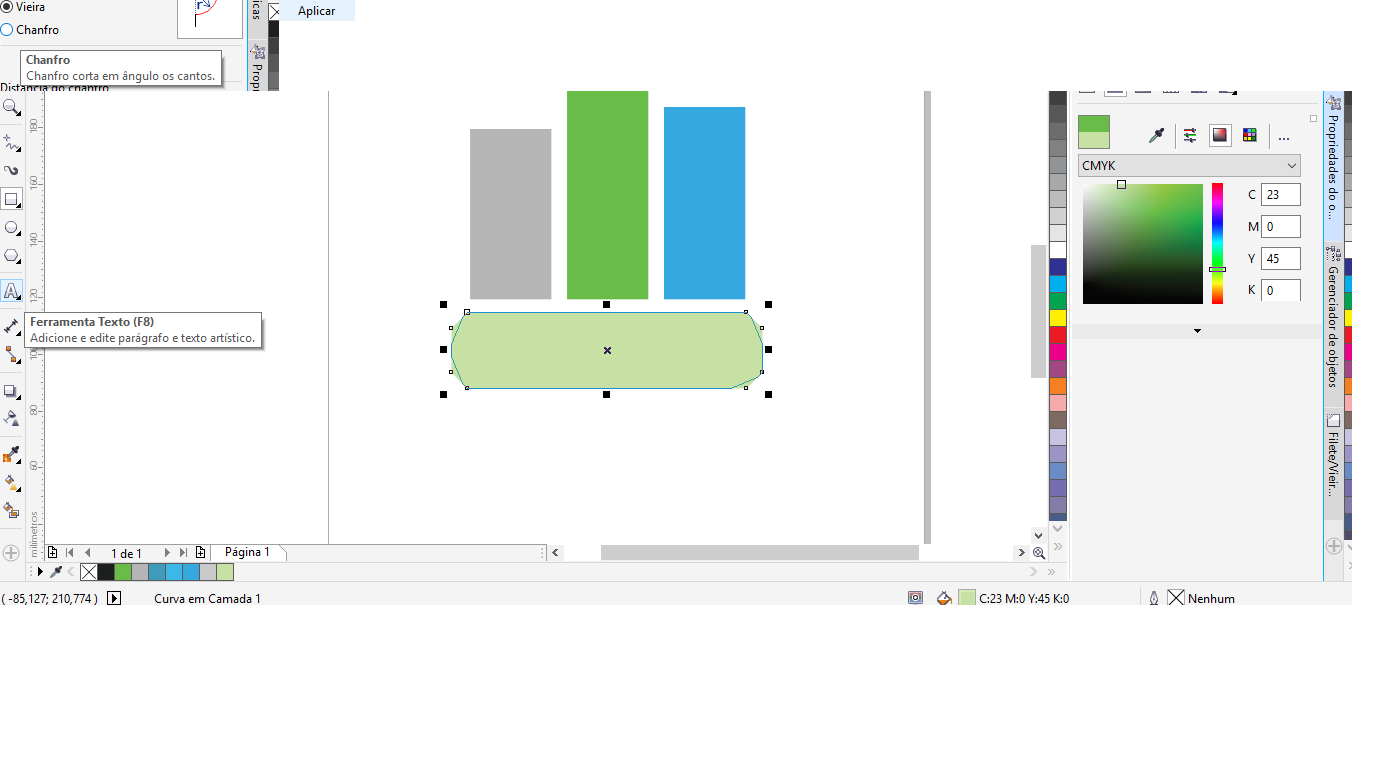 Vieira
Chanfro
Aplicar
Chanfro
Chanfro corta em ângulo os cantos.
Distância do chanfro
Propriedades do o...
CMYK
C 23
M 0
Y 45
K 0
Gerenciador de objetos
Filete/Vieir...
180
160
140
120
100
80
60
milímetros
Ferramenta Texto (F8)
Adicione e edite parágrafo e texto artístico.
1 de 1
Página 1
( -85,127; 210,774 )
Curva em Camada 1
C:23 M:0 Y:45 K:0
Nenhum